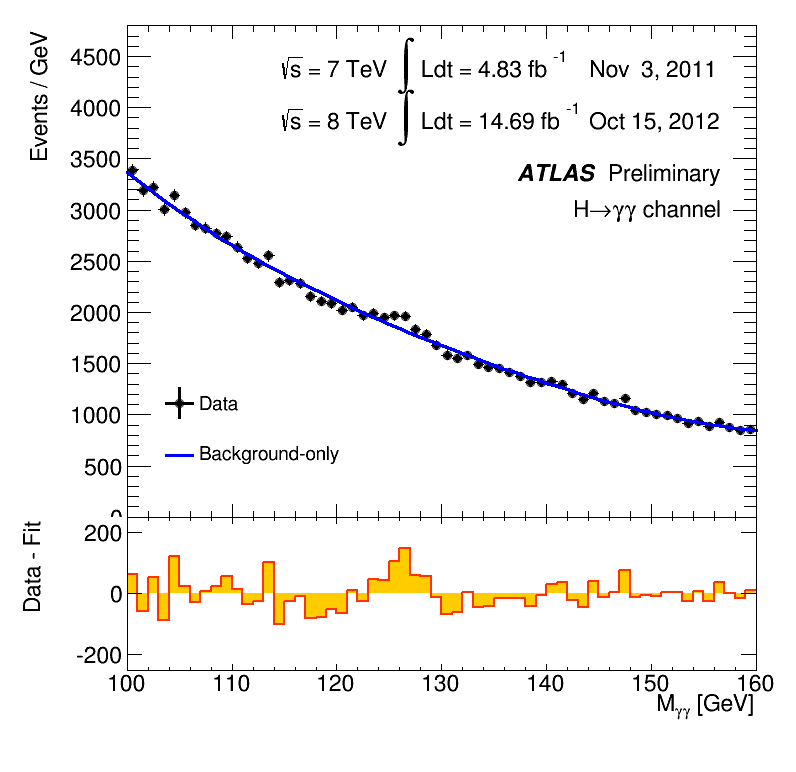 Events / GeV
4500
4000
3500
3000
2500
2000
1500
1000
500
0
√s = 7 TeV ∫ Ldt = 4.83 fb⁻¹ Nov 3, 2011
√s = 8 TeV ∫ Ldt = 14.69 fb⁻¹ Oct 15, 2012
ATLAS Preliminary
H→γγ channel
Data
Background-only
Data - Fit
200
0
-200
100 110 120 130 140 150 160
Mγγ [GeV]